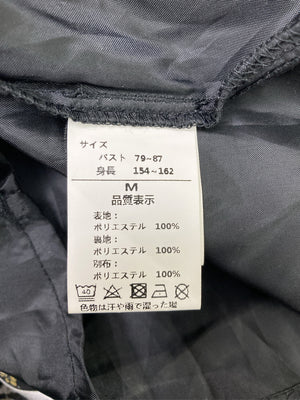 サイズ
バスト 79~87
身長 154~162
M
品質表示
表地：
ポリエステル 100%
裏地：
ポリエステル 100%
別布：
ポリエステル 100%
40
色物は汗や雨で湿った場